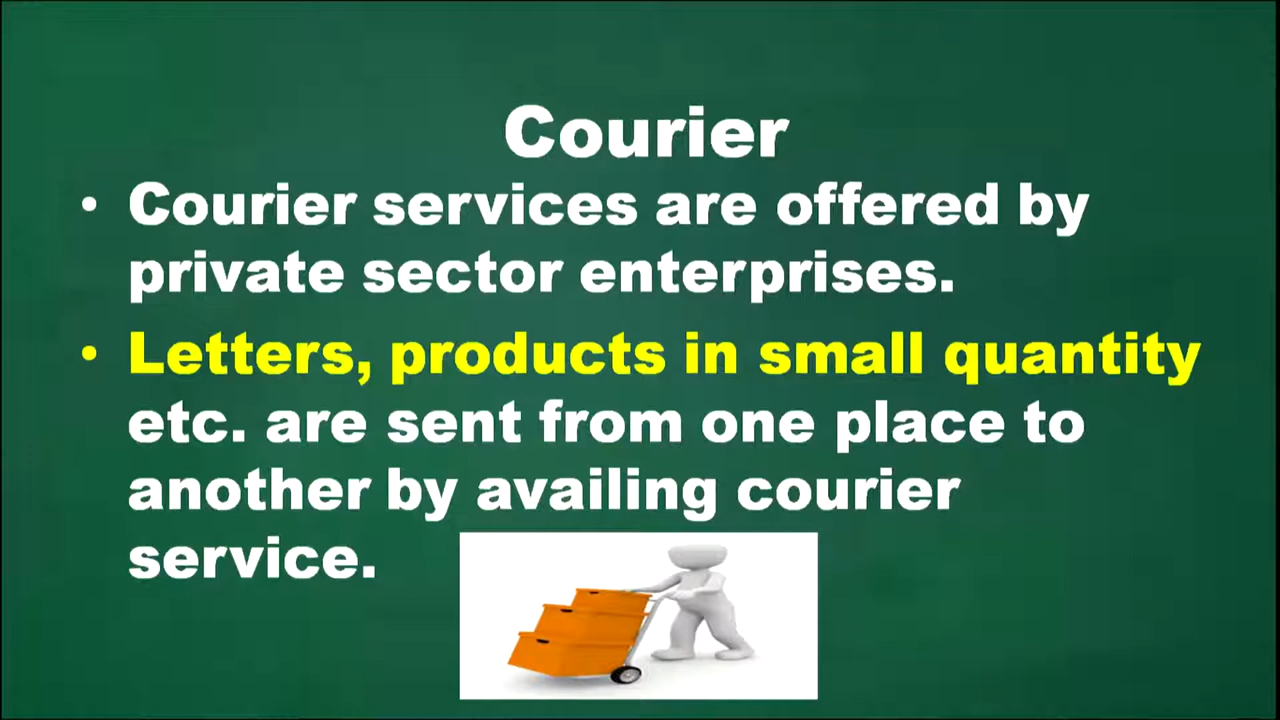 Courier
• Courier services are offered by
private sector enterprises.
• Letters, products in small quantity
etc. are sent from one place to
another by availing courier
service.